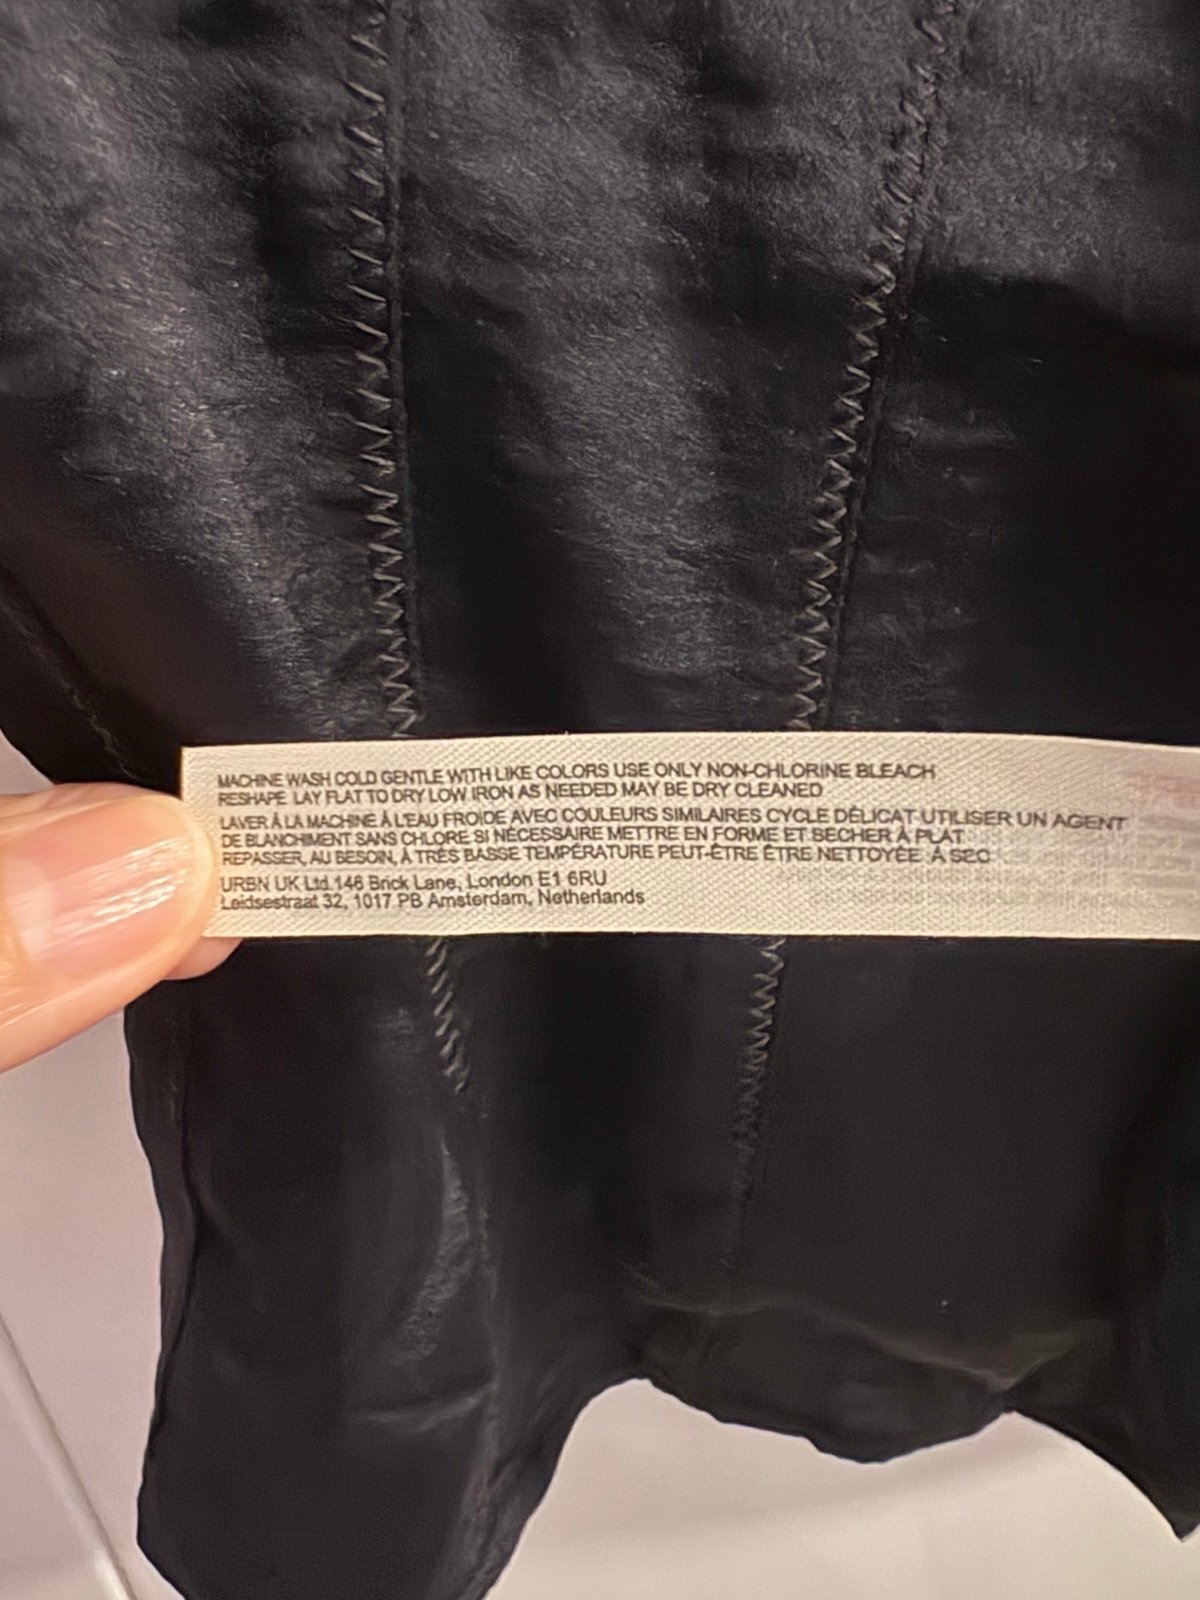 MACHINE WASH COLD GENTLE WITH LIKE COLORS USE ONLY NON-CHLORINE BLEACH
RESHAPE LAY FLAT TO DRY LOW IRON AS NEEDED MAY BE DRY CLEANED
LAVER À LA MACHINE À L'EAU FROIDE AVEC COULEURS SIMILAIRES CYCLE DÉLICAT UTILISER UN AGENT
DE BLANCHIMENT SANS CHLORE SI NÉCESSAIRE METTRE EN FORME ET BECHER À PLAT
REPASSER, AU BESOIN, À TRÈS BASSE TEMPÉRATURE PEUT-ÊTRE ÊTRE NETTOYÉE À SEC
URBN UK Ltd.146 Brick Lane, London E1 6RU
Leidsestraat 32, 1017 PB Amsterdam, Netherlands